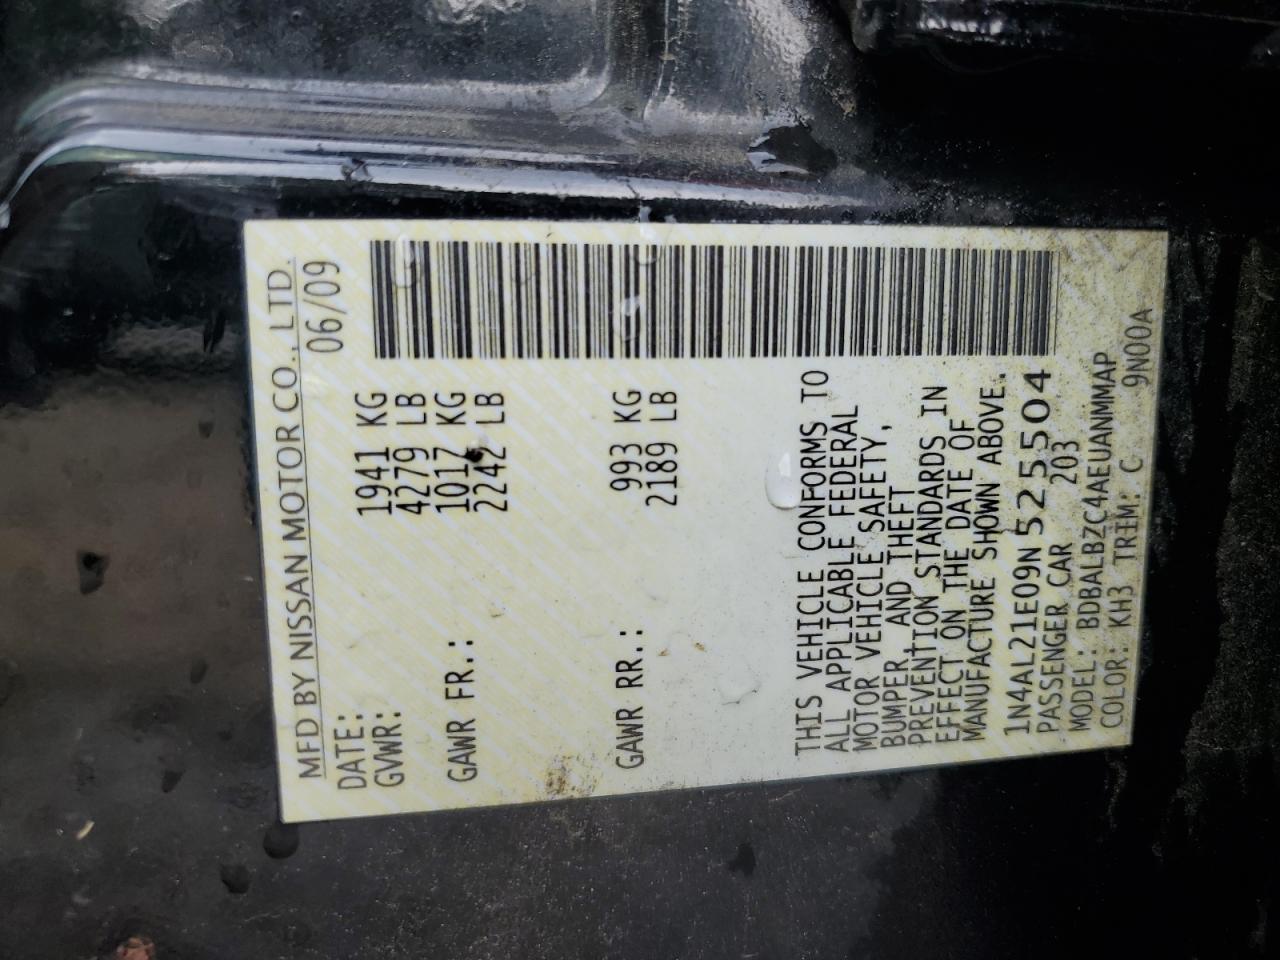 MFD BY NISSAN MOTOR CO., LTD.
DATE: 06/09
GVWR: 1941 KG
4279 LB
GAWR FR.: 1017 KG
2242 LB
GAWR RR.: 993 KG
2189 LB
THIS VEHICLE CONFORMS TO
ALL APPLICABLE FEDERAL
MOTOR VEHICLE SAFETY,
BUMPER, AND THEFT
PREVENTION STANDARDS IN
EFFECT ON THE DATE OF
MANUFACTURE SHOWN ABOVE.
1N4AL21E09N525504
PASSENGER CAR 203
MODEL: BDBALBZC4AEUANMMAP
COLOR: KH3 TRIM: C 9N00A